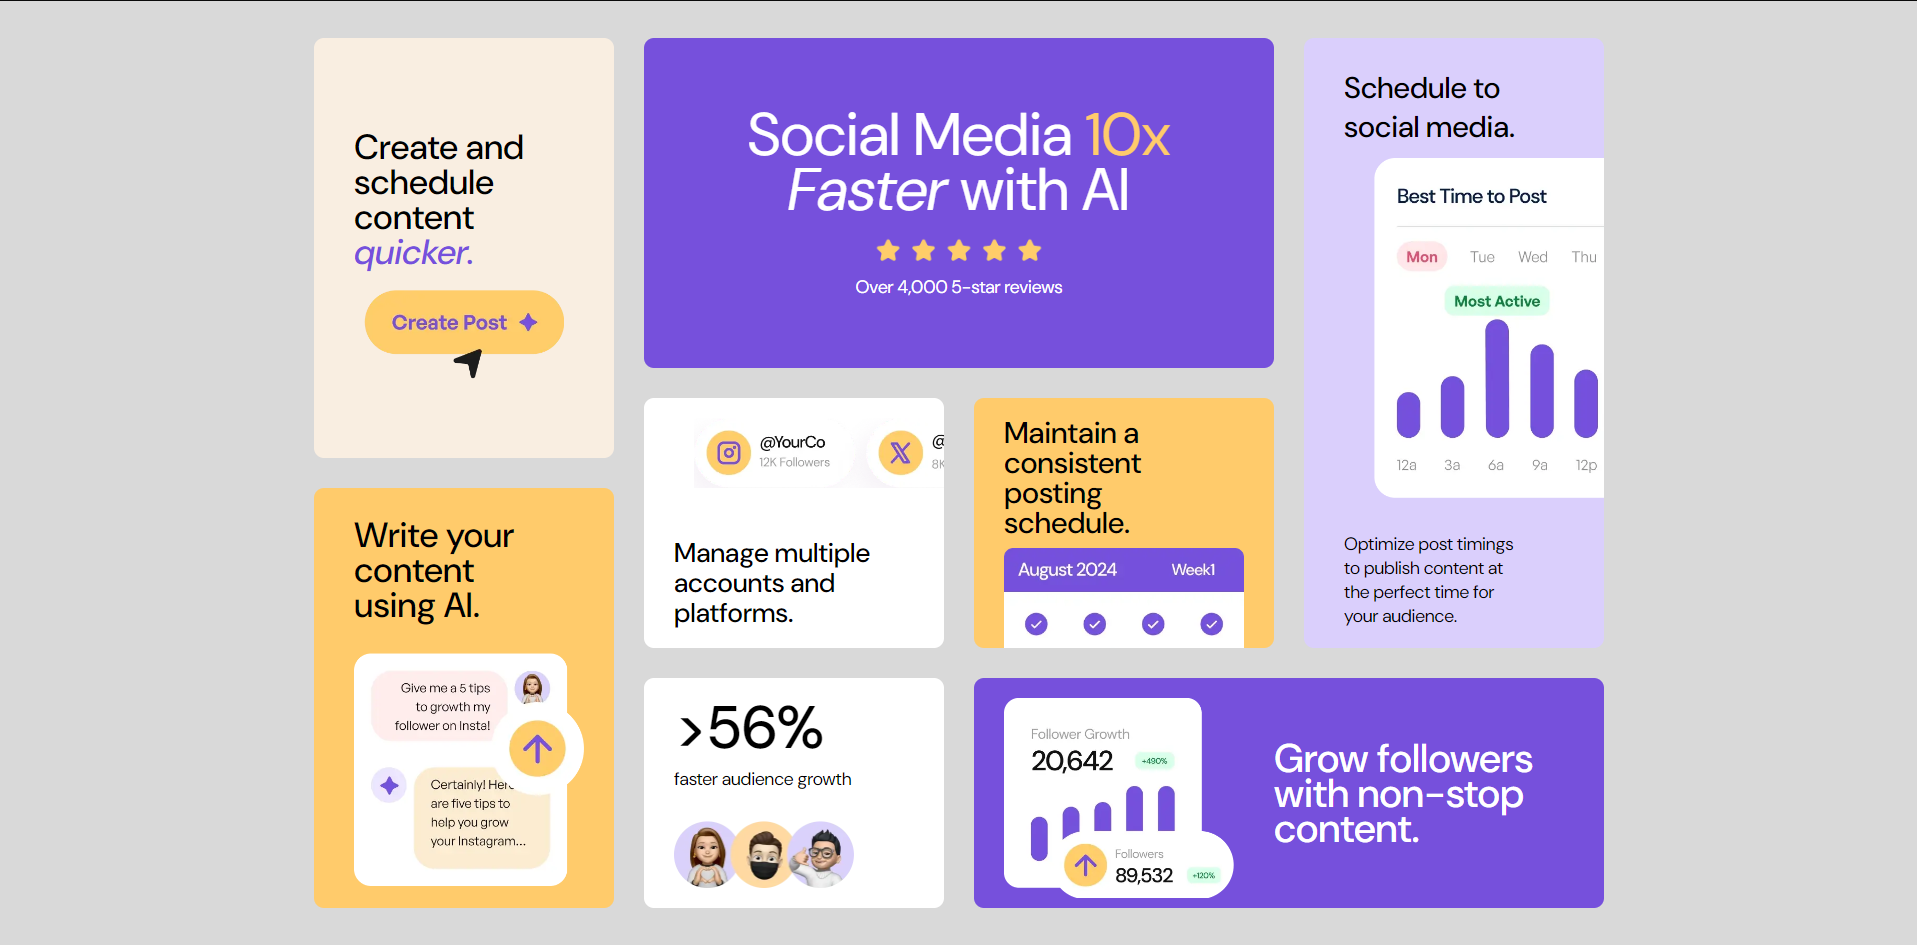 Create and
schedule
content
quicker.
Create Post
Social Media 10x
Faster with AI
Over 4,000 5-star reviews
Schedule to
social media.
Best Time to Post
Mon Tue Wed Thu
Most Active
12a 3a 6a 9a 12p
Optimize post timings
to publish content at
the perfect time for
your audience.
Write your
content
using AI.
Give me a 5 tips
to growth my
follower on Insta!
Certainly! Here
are five tips to
help you grow
your Instagram...
@YourCo
12K Followers
@
8K
Manage multiple
accounts and
platforms.
Maintain a
consistent
posting
schedule.
August 2024 Week1
>56%
faster audience growth
Follower Growth
20,642 +490%
Followers
89,532 +120%
Grow followers
with non-stop
content.